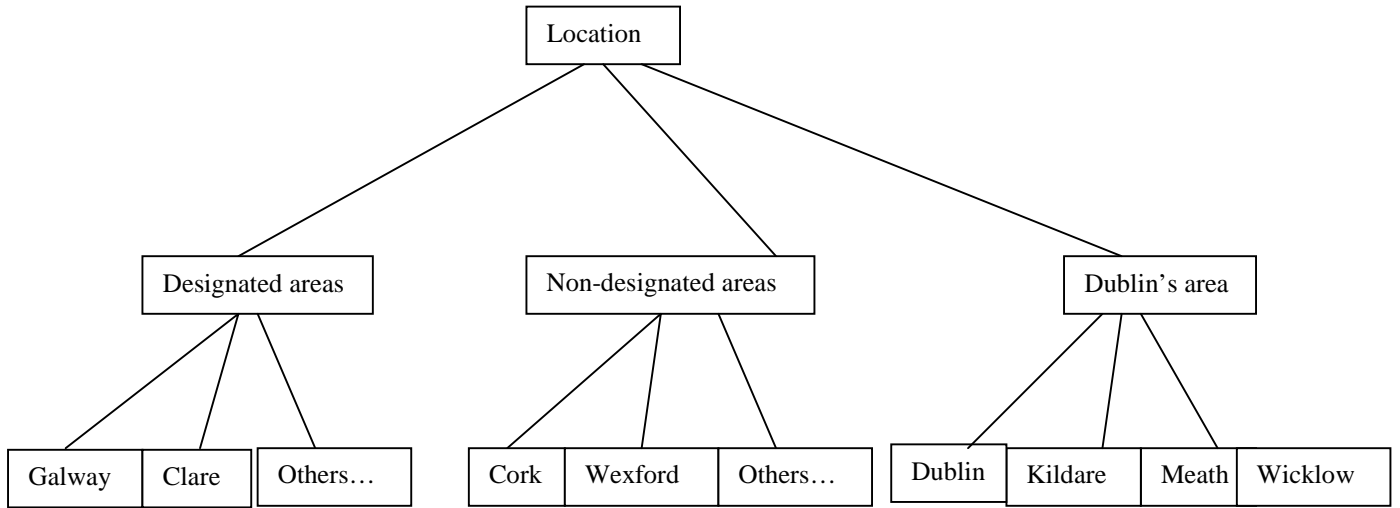 Location
Designated areas
Non-designated areas
Dublin’s area
Galway
Clare
Others…
Cork
Wexford
Others…
Dublin
Kildare
Meath
Wicklow